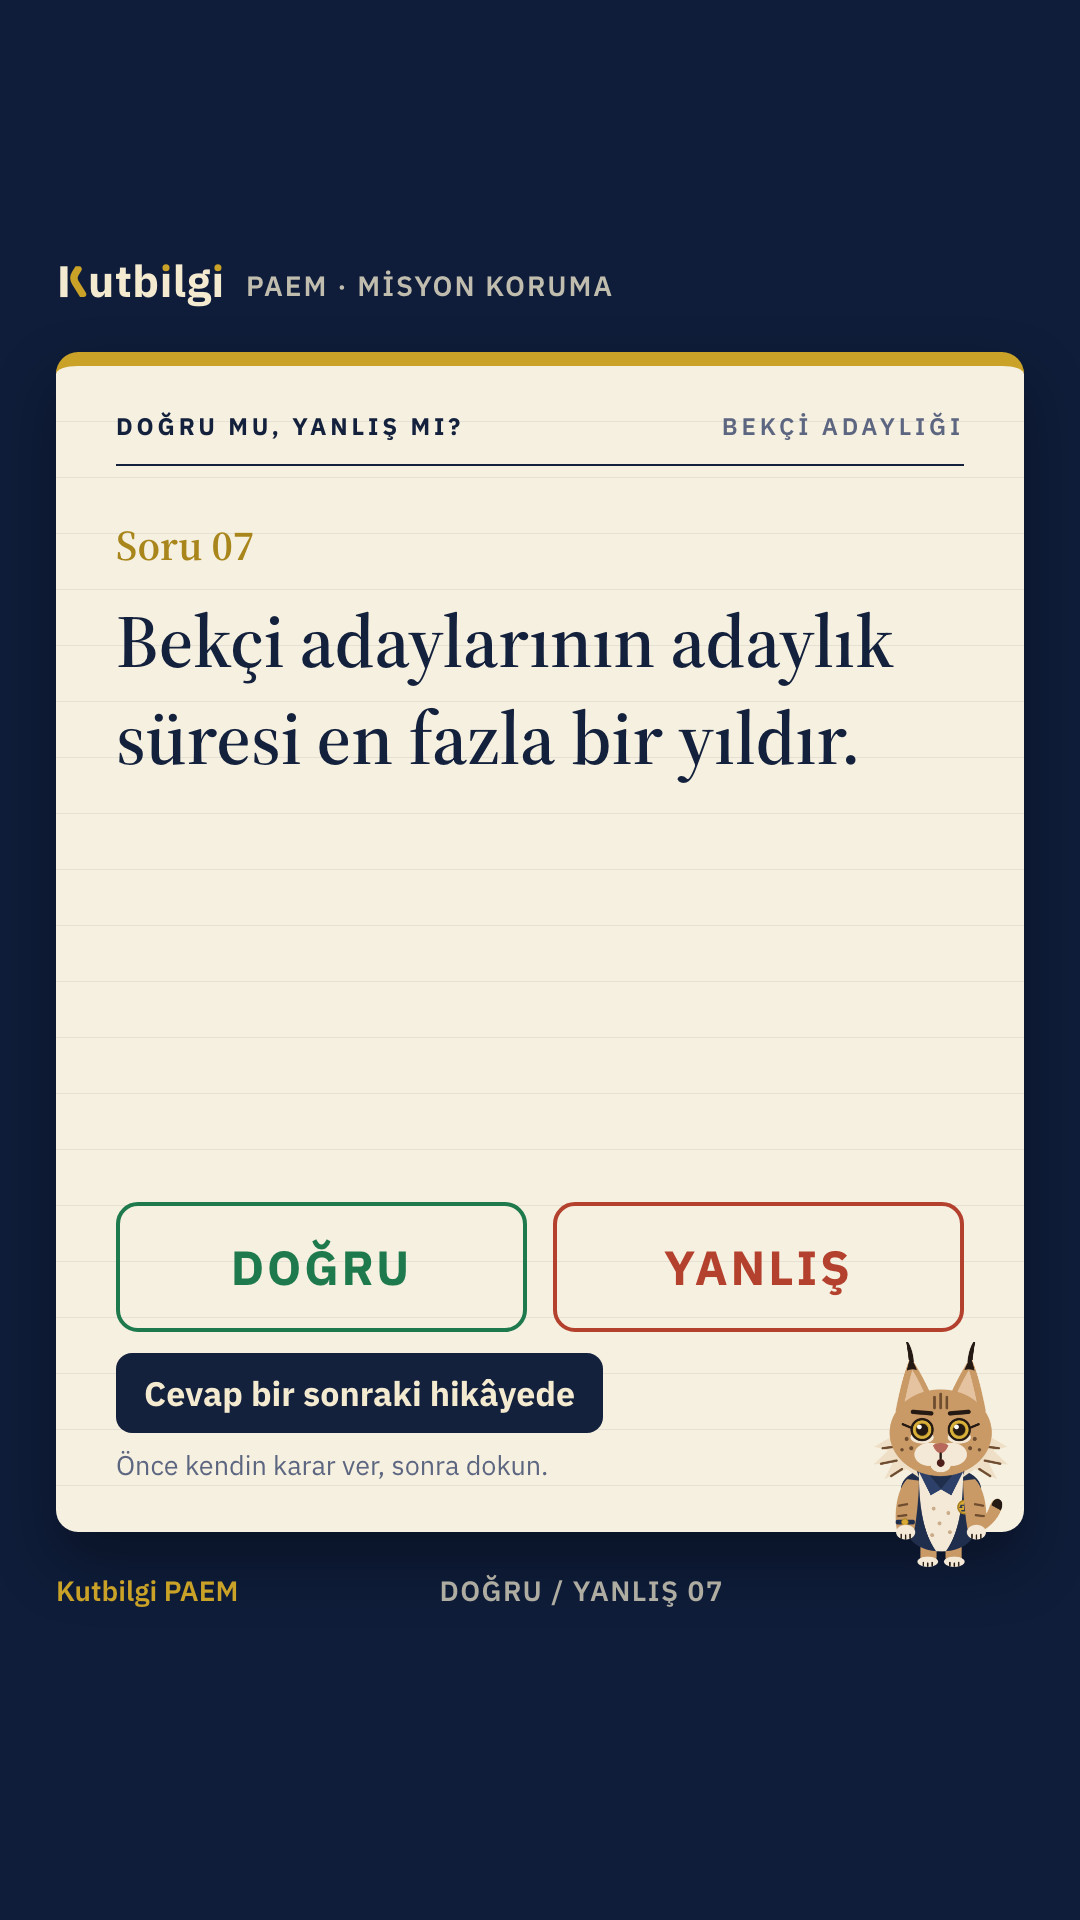 Kutbilgi PAEM · MİSYON KORUMA
DOĞRU MU, YANLIŞ MI? BEKÇİ ADAYLIĞI
Soru 07
Bekçi adaylarının adaylık
süresi en fazla bir yıldır.
DOĞRU YANLIŞ
Cevap bir sonraki hikâyede
Önce kendin karar ver, sonra dokun.
Kutbilgi PAEM DOĞRU / YANLIŞ 07